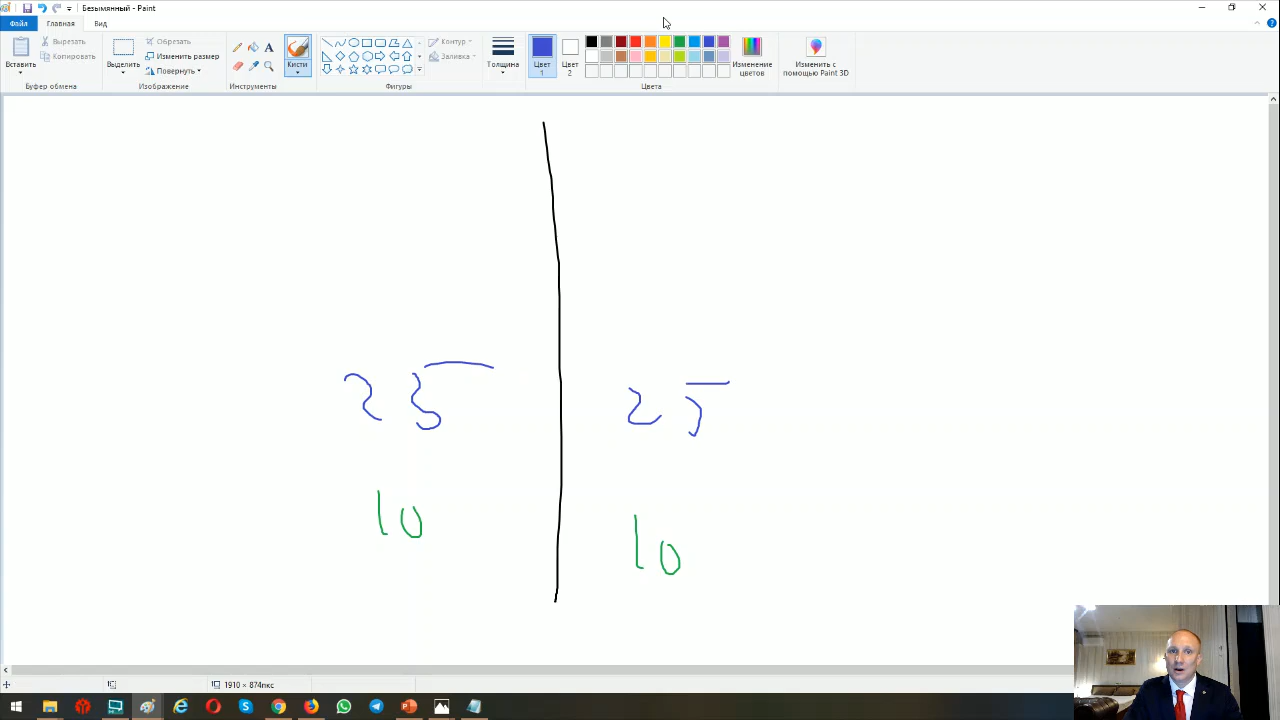 Безымянный - Paint
Файл Главная Вид
Вставить
Вырезать
Копировать
Буфер обмена
Выделить
Обрезать
Изменить размер
Повернуть
Изображение
A
Кисти
Инструменты
Контур
Заливка
Фигуры
Толщина
Цвет 1
Цвет 2
Изменение цветов
Цвета
Изменить с помощью Paint 3D
25 25
10 10
1910 × 874пкс